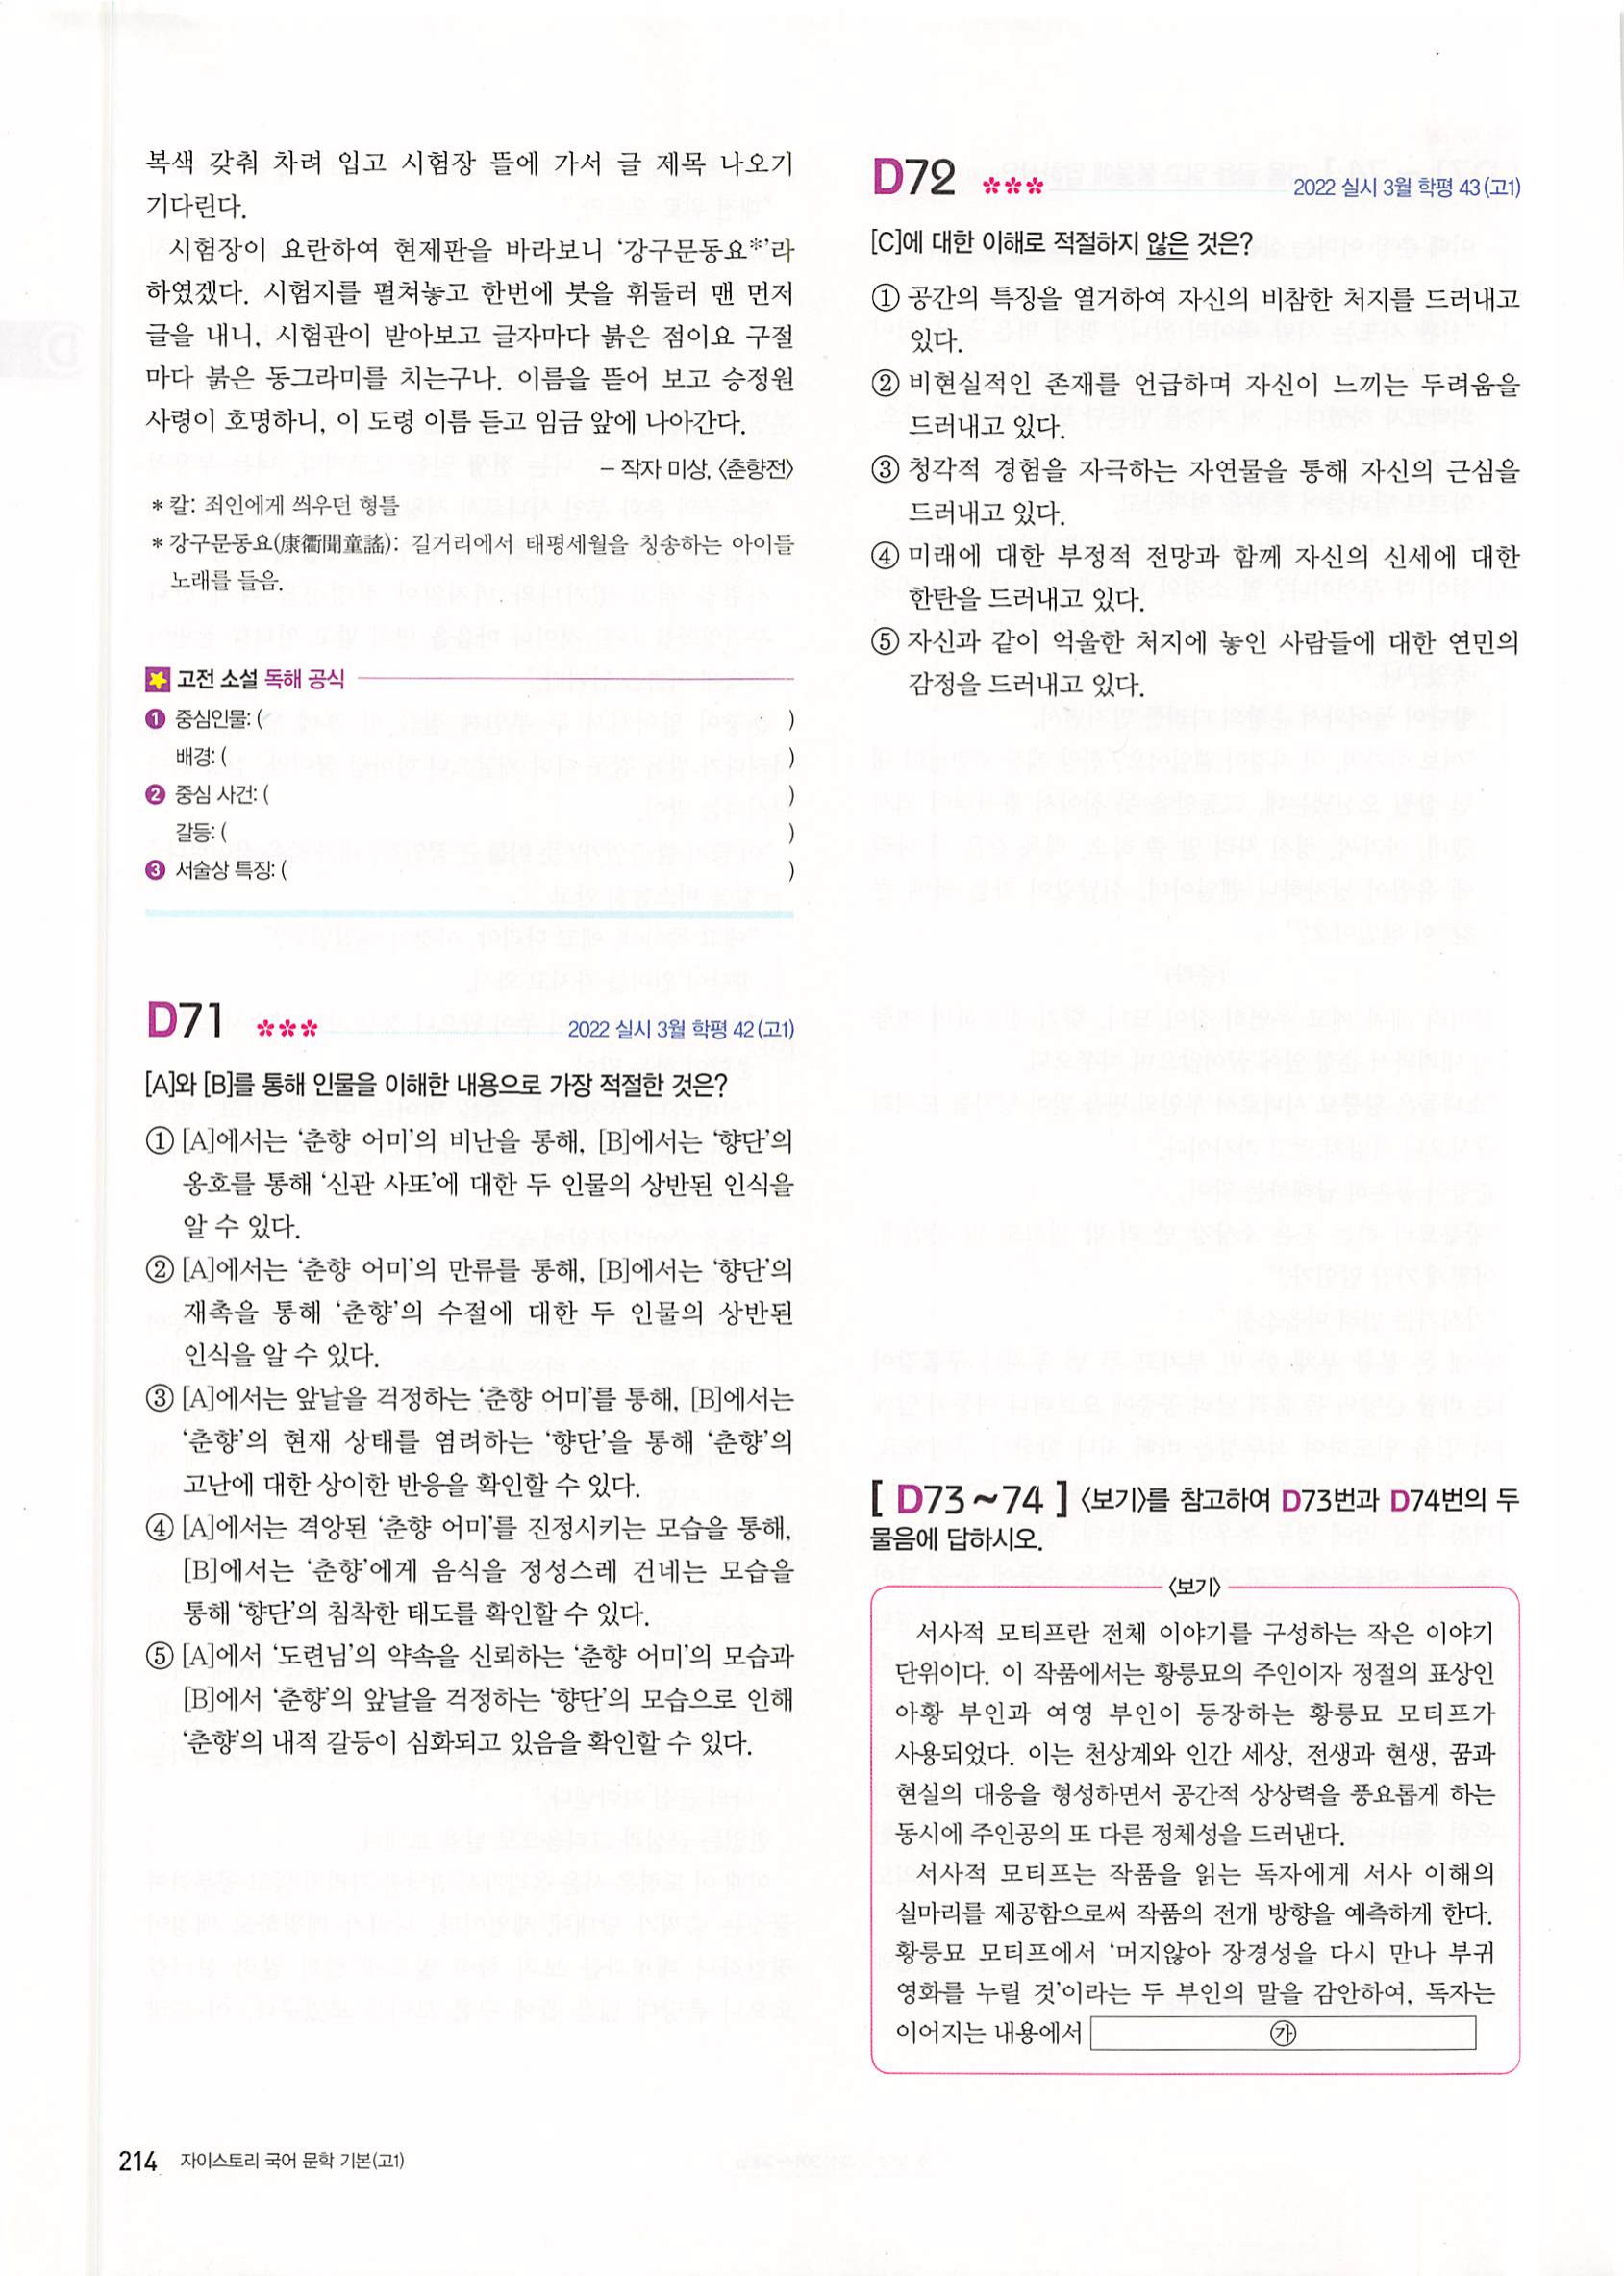 복색 갖춰 차려 입고 시험장 뜰에 가서 글 제목 나오기
기다린다.
시험장이 요란하여 현제판을 바라보니 ‘강구문동요*’라
하였겠다. 시험지를 펼쳐놓고 한번에 붓을 휘둘러 맨 먼저
글을 내니, 시험관이 받아보고 글자마다 붉은 점이요 구절
마다 붉은 동그라미를 치는구나. 이름을 뜯어 보고 승정원
사령이 호명하니, 이 도령 이름 듣고 임금 앞에 나아간다.
– 작자 미상, 〈춘향전〉
* 칼: 죄인에게 씌우던 형틀
* 강구문동요(康衢聞童謠): 길거리에서 태평세월을 칭송하는 아이들
노래를 들음.
고전 소설 독해 공식
❶ 중심인물: ( )
배경: ( )
❷ 중심 사건: ( )
갈등: ( )
❸ 서술상 특징: ( )
D71 ✽✽✽ 2022 실시 3월 학평 42 (고1)
[A]와 [B]를 통해 인물을 이해한 내용으로 가장 적절한 것은?
① [A]에서는 ‘춘향 어미’의 비난을 통해, [B]에서는 ‘향단’의
옹호를 통해 ‘신관 사또’에 대한 두 인물의 상반된 인식을
알 수 있다.
② [A]에서는 ‘춘향 어미’의 만류를 통해, [B]에서는 ‘향단’의
재촉을 통해 ‘춘향’의 수절에 대한 두 인물의 상반된
인식을 알 수 있다.
③ [A]에서는 앞날을 걱정하는 ‘춘향 어미’를 통해, [B]에서는
‘춘향’의 현재 상태를 염려하는 ‘향단’을 통해 ‘춘향’의
고난에 대한 상이한 반응을 확인할 수 있다.
④ [A]에서는 격앙된 ‘춘향 어미’를 진정시키는 모습을 통해,
[B]에서는 ‘춘향’에게 음식을 정성스레 건네는 모습을
통해 ‘향단’의 침착한 태도를 확인할 수 있다.
⑤ [A]에서 ‘도련님’의 약속을 신뢰하는 ‘춘향 어미’의 모습과
[B]에서 ‘춘향’의 앞날을 걱정하는 ‘향단’의 모습으로 인해
‘춘향’의 내적 갈등이 심화되고 있음을 확인할 수 있다.
D72 ✽✽✽ 2022 실시 3월 학평 43 (고1)
[C]에 대한 이해로 적절하지 않은 것은?
① 공간의 특징을 열거하여 자신의 비참한 처지를 드러내고
있다.
② 비현실적인 존재를 언급하며 자신이 느끼는 두려움을
드러내고 있다.
③ 청각적 경험을 자극하는 자연물을 통해 자신의 근심을
드러내고 있다.
④ 미래에 대한 부정적 전망과 함께 자신의 신세에 대한
한탄을 드러내고 있다.
⑤ 자신과 같이 억울한 처지에 놓인 사람들에 대한 연민의
감정을 드러내고 있다.
[ D73 ~ 74 ] 〈보기〉를 참고하여 D73번과 D74번의 두
물음에 답하시오.
〈보기〉
서사적 모티프란 전체 이야기를 구성하는 작은 이야기
단위이다. 이 작품에서는 황릉묘의 주인이자 정절의 표상인
아황 부인과 여영 부인이 등장하는 황릉묘 모티프가
사용되었다. 이는 천상계와 인간 세상, 전생과 현생, 꿈과
현실의 대응을 형성하면서 공간적 상상력을 풍요롭게 하는
동시에 주인공의 또 다른 정체성을 드러낸다.
서사적 모티프는 작품을 읽는 독자에게 서사 이해의
실마리를 제공함으로써 작품의 전개 방향을 예측하게 한다.
황릉묘 모티프에서 ‘머지않아 장경성을 다시 만나 부귀
영화를 누릴 것’이라는 두 부인의 말을 감안하여, 독자는
이어지는 내용에서 ㉮
214 자이스토리 국어 문학 기본(고1)